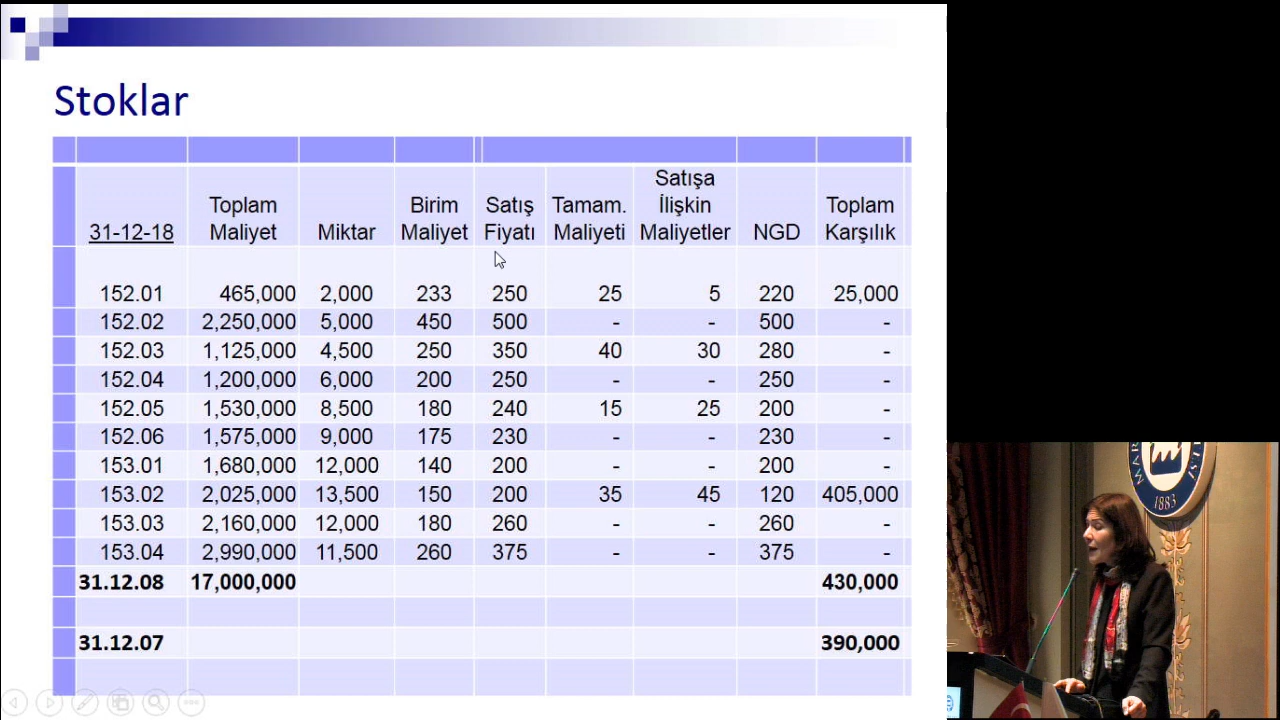 Stoklar
31-12-18 Toplam Maliyet Miktar Birim Maliyet Satış Fiyatı Tamam. Maliyeti Satışa İlişkin Maliyetler NGD Toplam Karşılık
152.01 465,000 2,000 233 250 25 5 220 25,000
152.02 2,250,000 5,000 450 500 - - 500 -
152.03 1,125,000 4,500 250 350 40 30 280 -
152.04 1,200,000 6,000 200 250 - - 250 -
152.05 1,530,000 8,500 180 240 15 25 200 -
152.06 1,575,000 9,000 175 230 - - 230 -
153.01 1,680,000 12,000 140 200 - - 200 -
153.02 2,025,000 13,500 150 200 35 45 120 405,000
153.03 2,160,000 12,000 180 260 - - 260 -
153.04 2,990,000 11,500 260 375 - - 375 -
31.12.08 17,000,000 430,000
31.12.07 390,000
1883